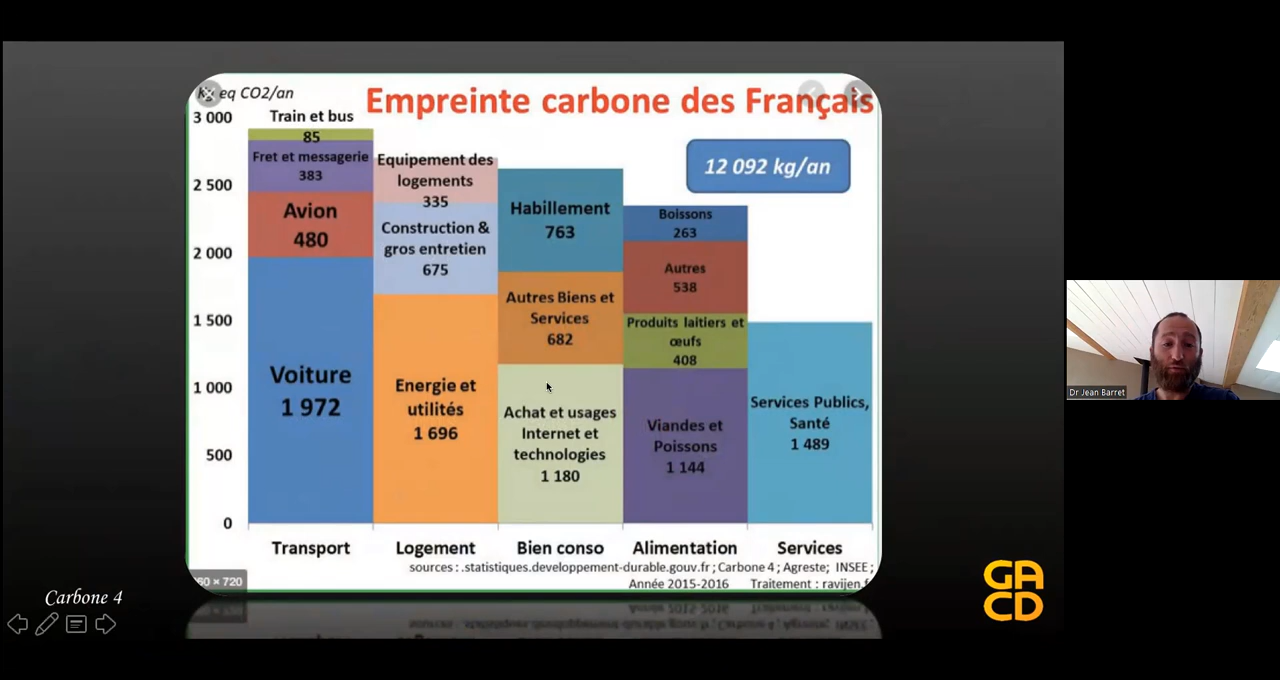 kg eq CO2/an
Empreinte carbone des Français
12 092 kg/an
3 000
2 500
2 000
1 500
1 000
500
0
Train et bus
85
Fret et messagerie
383
Avion
480
Voiture
1 972
Equipement des
logements
335
Construction &
gros entretien
675
Energie et
utilités
1 696
Habillement
763
Autres Biens et
Services
682
Achat et usages
Internet et
technologies
1 180
Boissons
263
Autres
538
Produits laitiers et
œufs
408
Viandes et
Poissons
1 144
Services Publics,
Santé
1 489
Transport
Logement
Bien conso
Alimentation
Services
sources : .statistiques.developpement-durable.gouv.fr ; Carbone 4 ; Agreste; INSEE ;
Année 2015-2016 Traitement : ravijen.f
60 × 720
Carbone 4
GA
CD
Dr Jean Barret